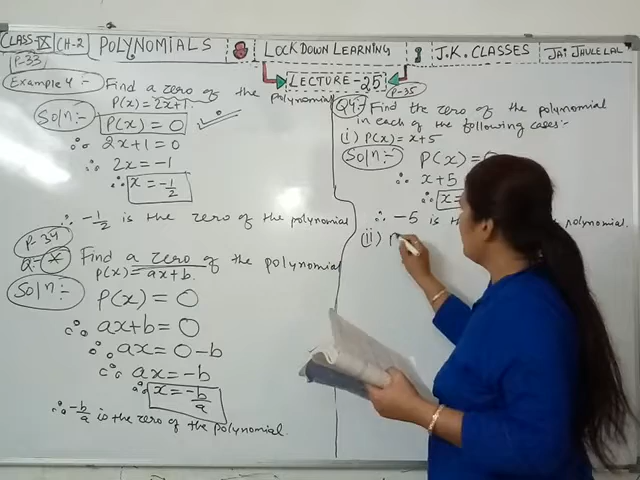 CLASS-IX CH-2 POLYNOMIALS LOCKDOWN LEARNING J.K. CLASSES JAI JHULELAL
LECTURE-25
P-33
Example 4:- Find a zero of the polynomial
P(x)=2x+1.
Soln:- P(x)=0
∴ 2x+1=0
∴ 2x=-1
∴ x=-1/2
∴ -1/2 is the zero of the polynomial
P-34
Q-* Find a zero of the polynomial
P(x)=ax+b.
Soln:- P(x)=0
∴ ax+b=0
∴ ax=0-b
∴ ax=-b
∴ x=-b/a
∴ -b/a is the zero of the polynomial.
P-35
Q4:- Find the zero of the polynomial
in each of the following cases:-
(i) P(x)=x+5
Soln:- P(x)=
∴ x+5
∴ x=
∴ -5 is the polynomial.
(ii) P